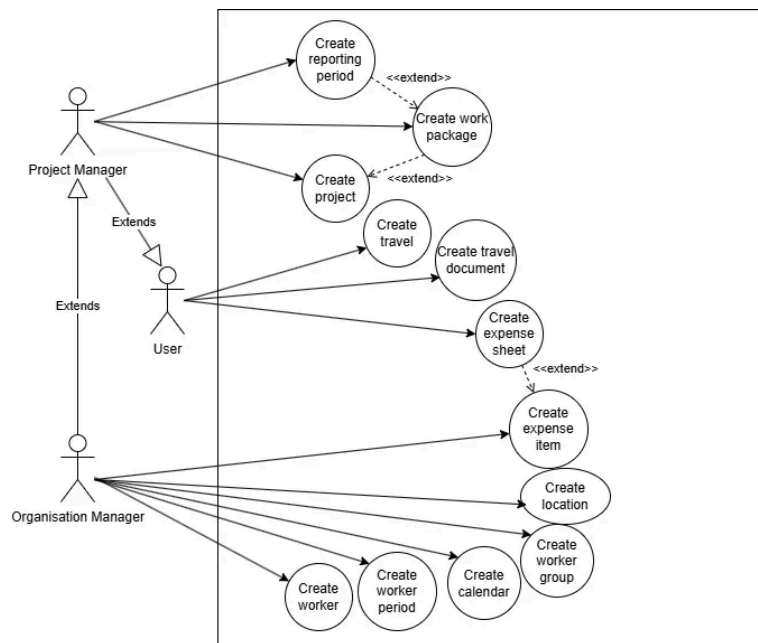 Create
reporting
period
<<extend>>
Create work
package
Project Manager
<<extend>>
Create
project
Extends
Create
travel
Create travel
document
Extends
User
Create
expense
sheet
<<extend>>
Create
expense
item
Organisation Manager
Create
location
Create
worker
group
Create
worker
Create
worker
period
Create
calendar